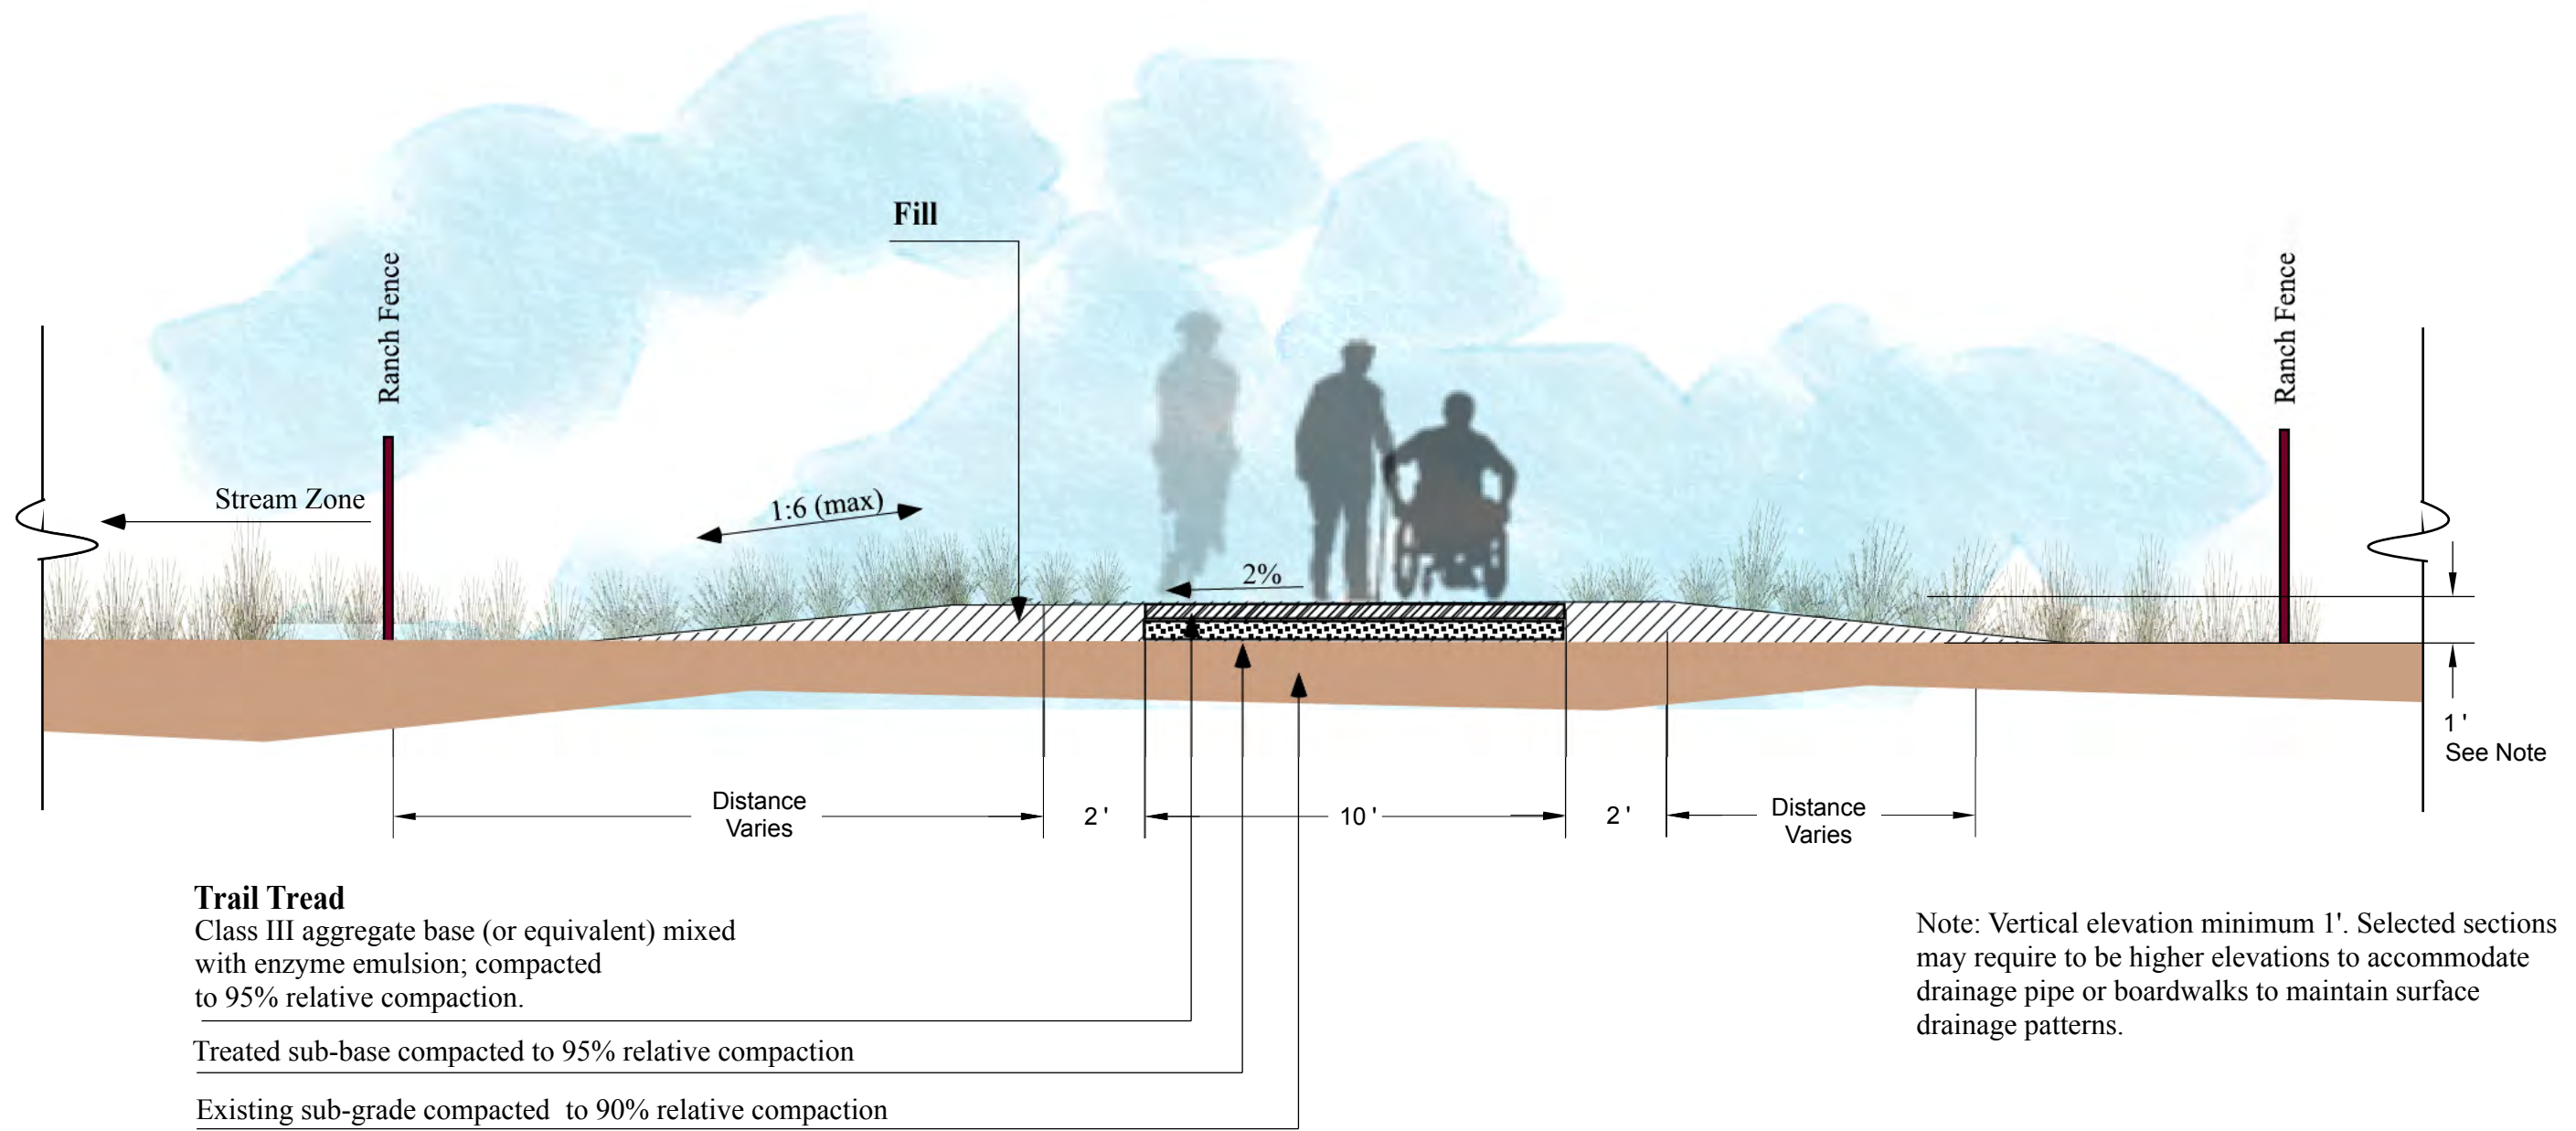 Fill
Ranch Fence
Ranch Fence
Stream Zone
1:6 (max)
2%
1 '
See Note
Distance
Varies
2 '
10 '
2 '
Distance
Varies
Trail Tread
Class III aggregate base (or equivalent) mixed
with enzyme emulsion; compacted
to 95% relative compaction.
Treated sub-base compacted to 95% relative compaction
Existing sub-grade compacted  to 90% relative compaction
Note: Vertical elevation minimum 1'. Selected sections
may require to be higher elevations to accommodate
drainage pipe or boardwalks to maintain surface
drainage patterns.